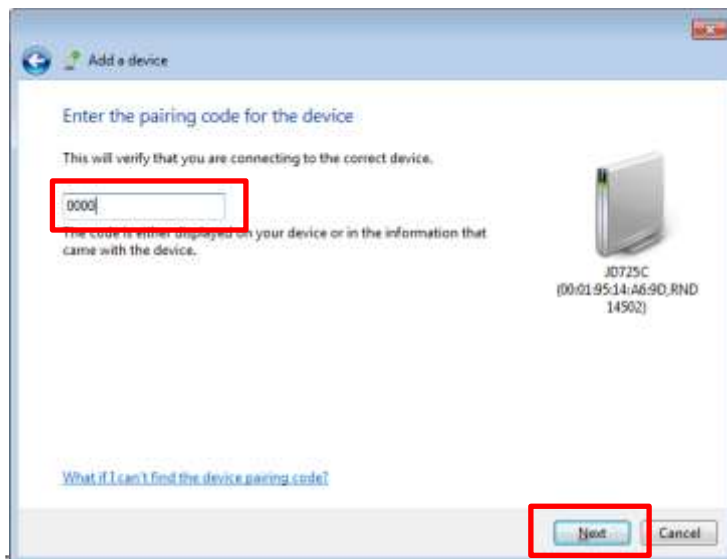 Add a device
Enter the pairing code for the device
This will verify that you are connecting to the correct device.
0000
The code is either displayed on your device or in the information that
came with the device.
JD725C
(00:01:95:14:A6:9D,RND
14502)
What if I can't find the device pairing code?
Next
Cancel